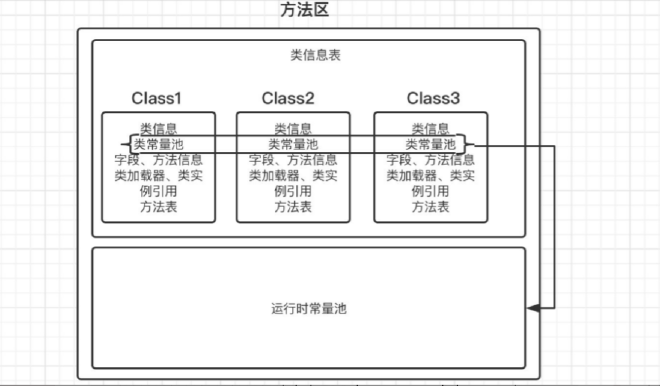 方法区
类信息表
Class1
Class2
Class3
类信息
类常量池
字段、方法信息
类加载器、类实
例引用
方法表
类信息
类常量池
字段、方法信息
类加载器、类实
例引用
方法表
类信息
类常量池
字段、方法信息
类加载器、类实
例引用
方法表
运行时常量池